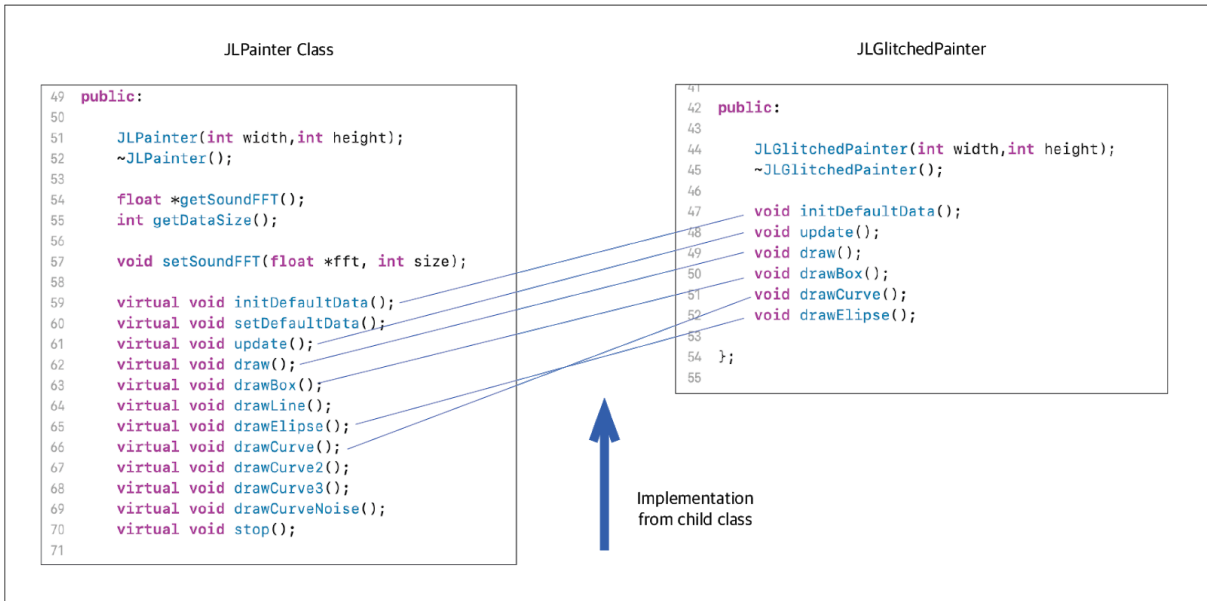 JLPainter Class
49 public:
50
51 JLPainter(int width,int height);
52 ~JLPainter();
53
54 float *getSoundFFT();
55 int getDataSize();
56
57 void setSoundFFT(float *fft, int size);
58
59 virtual void initDefaultData();
60 virtual void setDefaultData();
61 virtual void update();
62 virtual void draw();
63 virtual void drawBox();
64 virtual void drawLine();
65 virtual void drawElipse();
66 virtual void drawCurve();
67 virtual void drawCurve2();
68 virtual void drawCurve3();
69 virtual void drawCurveNoise();
70 virtual void stop();
71
JLGlitchedPainter
41
42 public:
43
44 JLGlitchedPainter(int width,int height);
45 ~JLGlitchedPainter();
46
47 void initDefaultData();
48 void update();
49 void draw();
50 void drawBox();
51 void drawCurve();
52 void drawElipse();
53
54 };
55
Implementation
from child class